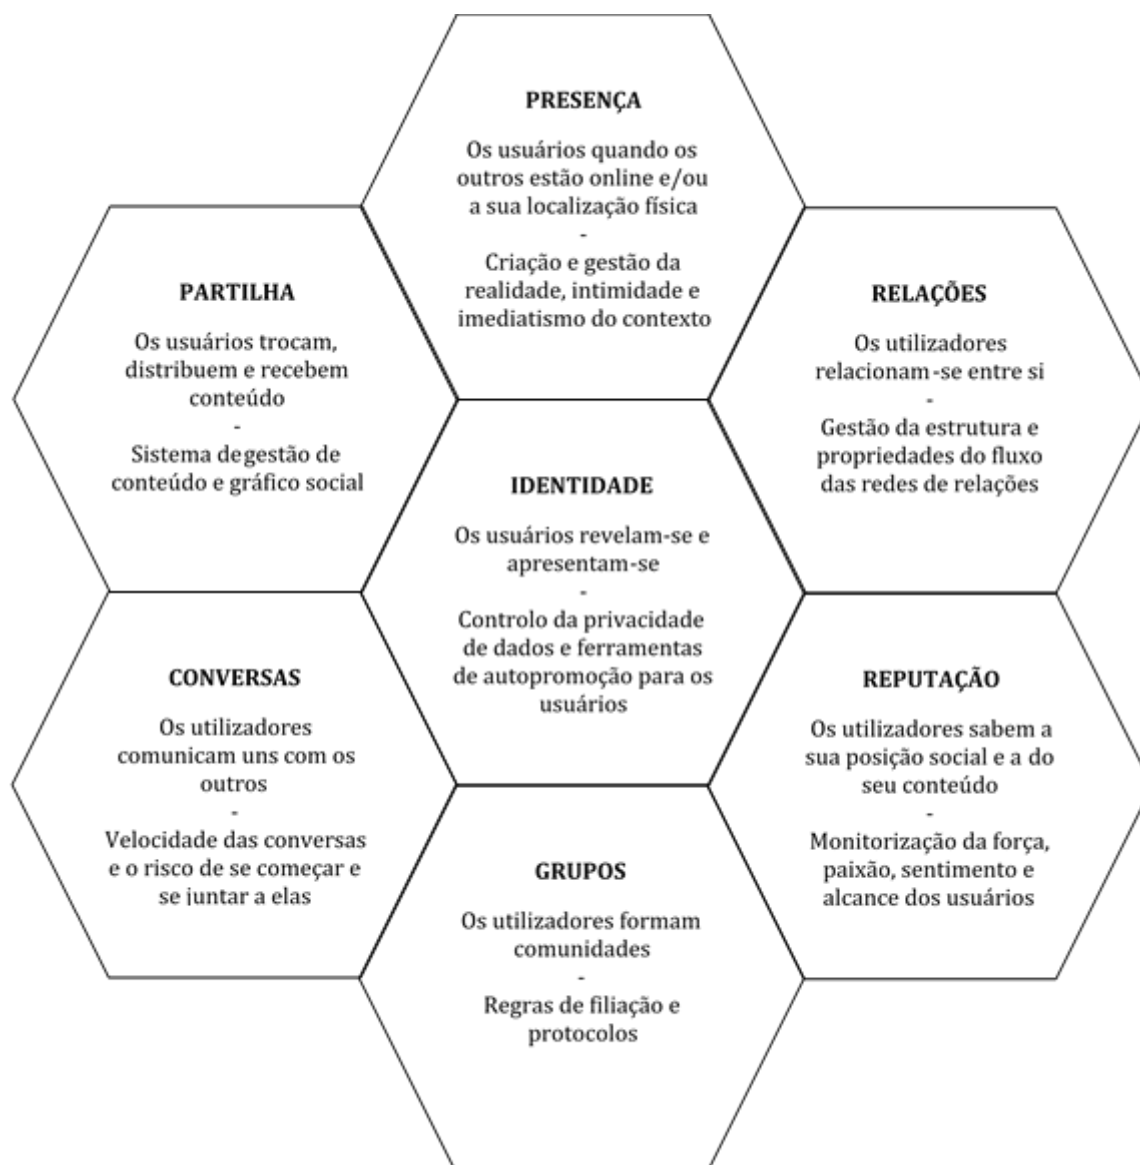 PRESENÇA
Os usuários quando os
outros estão online e/ou
a sua localização física
-
Criação e gestão da
realidade, intimidade e
imediatismo do contexto
PARTILHA
Os usuários trocam,
distribuem e recebem
conteúdo
-
Sistema degestão de
conteúdo e gráfico social
RELAÇÕES
Os utilizadores
relacionam-se entre si
-
Gestão da estrutura e
propriedades do fluxo
das redes de relações
IDENTIDADE
Os usuários revelam-se e
apresentam-se
-
Controlo da privacidade
de dados e ferramentas
de autopromoção para os
usuários
CONVERSAS
Os utilizadores
comunicam uns com os
outros
-
Velocidade das conversas
e o risco de se começar e
se juntar a elas
REPUTAÇÃO
Os utilizadores sabem a
sua posição social e a do
seu conteúdo
-
Monitorização da força,
paixão, sentimento e
alcance dos usuários
GRUPOS
Os utilizadores formam
comunidades
-
Regras de filiação e
protocolos